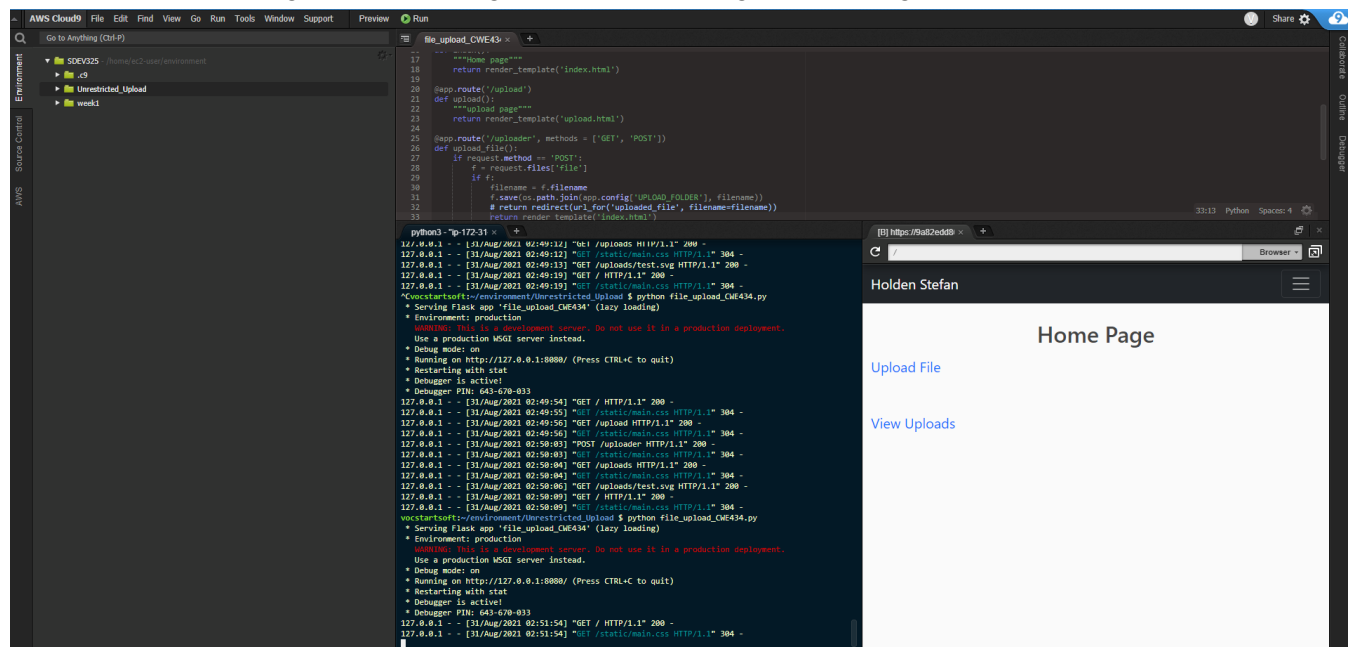 AWS Cloud9 File Edit Find View Go Run Tools Window Support Preview Run
Share
Go to Anything (Ctrl-P)
Environment
Source Control
AWS
SDEV325 - /home/ec2-user/environment
.c9
Unrestricted_Upload
week1
file_upload_CWE434 ×
17 """Home page"""
18 return render_template('index.html')
19
20 @app.route('/upload')
21 def upload():
22 """upload page"""
23 return render_template('upload.html')
24
25 @app.route('/uploader', methods = ['GET', 'POST'])
26 def upload_file():
27 if request.method == 'POST':
28 f = request.files['file']
29 if f:
30 filename = f.filename
31 f.save(os.path.join(app.config['UPLOAD_FOLDER'], filename))
32 # return redirect(url_for('uploaded_file', filename=filename))
33 return render_template('index.html')
33:13 Python Spaces: 4
python3 - "ip-172-31 ×
127.0.0.1 - - [31/Aug/2021 02:49:12] "GET /uploads HTTP/1.1" 200 -
127.0.0.1 - - [31/Aug/2021 02:49:12] "GET /static/main.css HTTP/1.1" 304 -
127.0.0.1 - - [31/Aug/2021 02:49:13] "GET /uploads/test.svg HTTP/1.1" 200 -
127.0.0.1 - - [31/Aug/2021 02:49:19] "GET / HTTP/1.1" 200 -
127.0.0.1 - - [31/Aug/2021 02:49:19] "GET /static/main.css HTTP/1.1" 304 -
^Cvocstartsoft:~/environment/Unrestricted_Upload $ python file_upload_CWE434.py
* Serving Flask app 'file_upload_CWE434' (lazy loading)
* Environment: production
WARNING: This is a development server. Do not use it in a production deployment.
Use a production WSGI server instead.
* Debug mode: on
* Running on http://127.0.0.1:8080/ (Press CTRL+C to quit)
* Restarting with stat
* Debugger is active!
* Debugger PIN: 643-670-033
127.0.0.1 - - [31/Aug/2021 02:49:54] "GET / HTTP/1.1" 200 -
127.0.0.1 - - [31/Aug/2021 02:49:55] "GET /static/main.css HTTP/1.1" 304 -
127.0.0.1 - - [31/Aug/2021 02:49:56] "GET /upload HTTP/1.1" 200 -
127.0.0.1 - - [31/Aug/2021 02:49:56] "GET /static/main.css HTTP/1.1" 304 -
127.0.0.1 - - [31/Aug/2021 02:50:03] "POST /uploader HTTP/1.1" 200 -
127.0.0.1 - - [31/Aug/2021 02:50:03] "GET /static/main.css HTTP/1.1" 304 -
127.0.0.1 - - [31/Aug/2021 02:50:04] "GET /uploads HTTP/1.1" 200 -
127.0.0.1 - - [31/Aug/2021 02:50:04] "GET /static/main.css HTTP/1.1" 304 -
127.0.0.1 - - [31/Aug/2021 02:50:06] "GET /uploads/test.svg HTTP/1.1" 200 -
127.0.0.1 - - [31/Aug/2021 02:50:09] "GET / HTTP/1.1" 200 -
127.0.0.1 - - [31/Aug/2021 02:50:09] "GET /static/main.css HTTP/1.1" 304 -
vocstartsoft:~/environment/Unrestricted_Upload $ python file_upload_CWE434.py
* Serving Flask app 'file_upload_CWE434' (lazy loading)
* Environment: production
WARNING: This is a development server. Do not use it in a production deployment.
Use a production WSGI server instead.
* Debug mode: on
* Running on http://127.0.0.1:8080/ (Press CTRL+C to quit)
* Restarting with stat
* Debugger is active!
* Debugger PIN: 643-670-033
127.0.0.1 - - [31/Aug/2021 02:51:54] "GET / HTTP/1.1" 200 -
127.0.0.1 - - [31/Aug/2021 02:51:54] "GET /static/main.css HTTP/1.1" 304 -
[B] https://9a82edd8 ×
/
Browser
Holden Stefan
Home Page
Upload File
View Uploads
Collaborate
Outline
Debugger